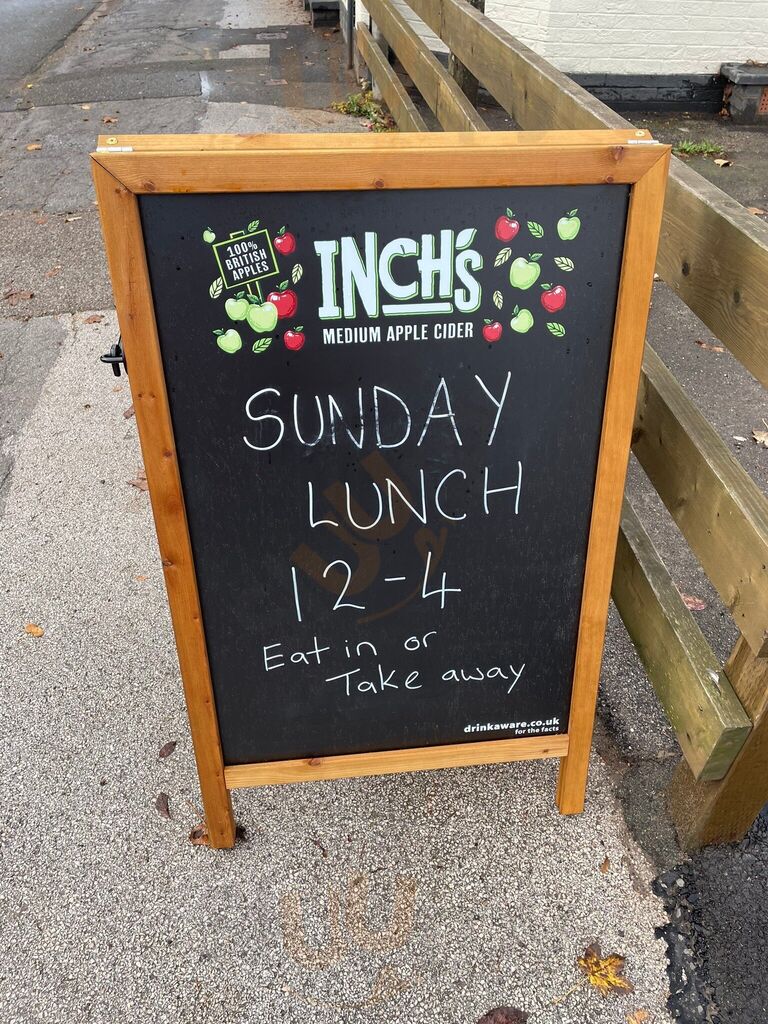 100%
BRITISH
APPLES
INCH'S
MEDIUM APPLE CIDER
SUNDAY
LUNCH
12-4
Eat in or
Take away
drinkaware.co.uk
for the facts